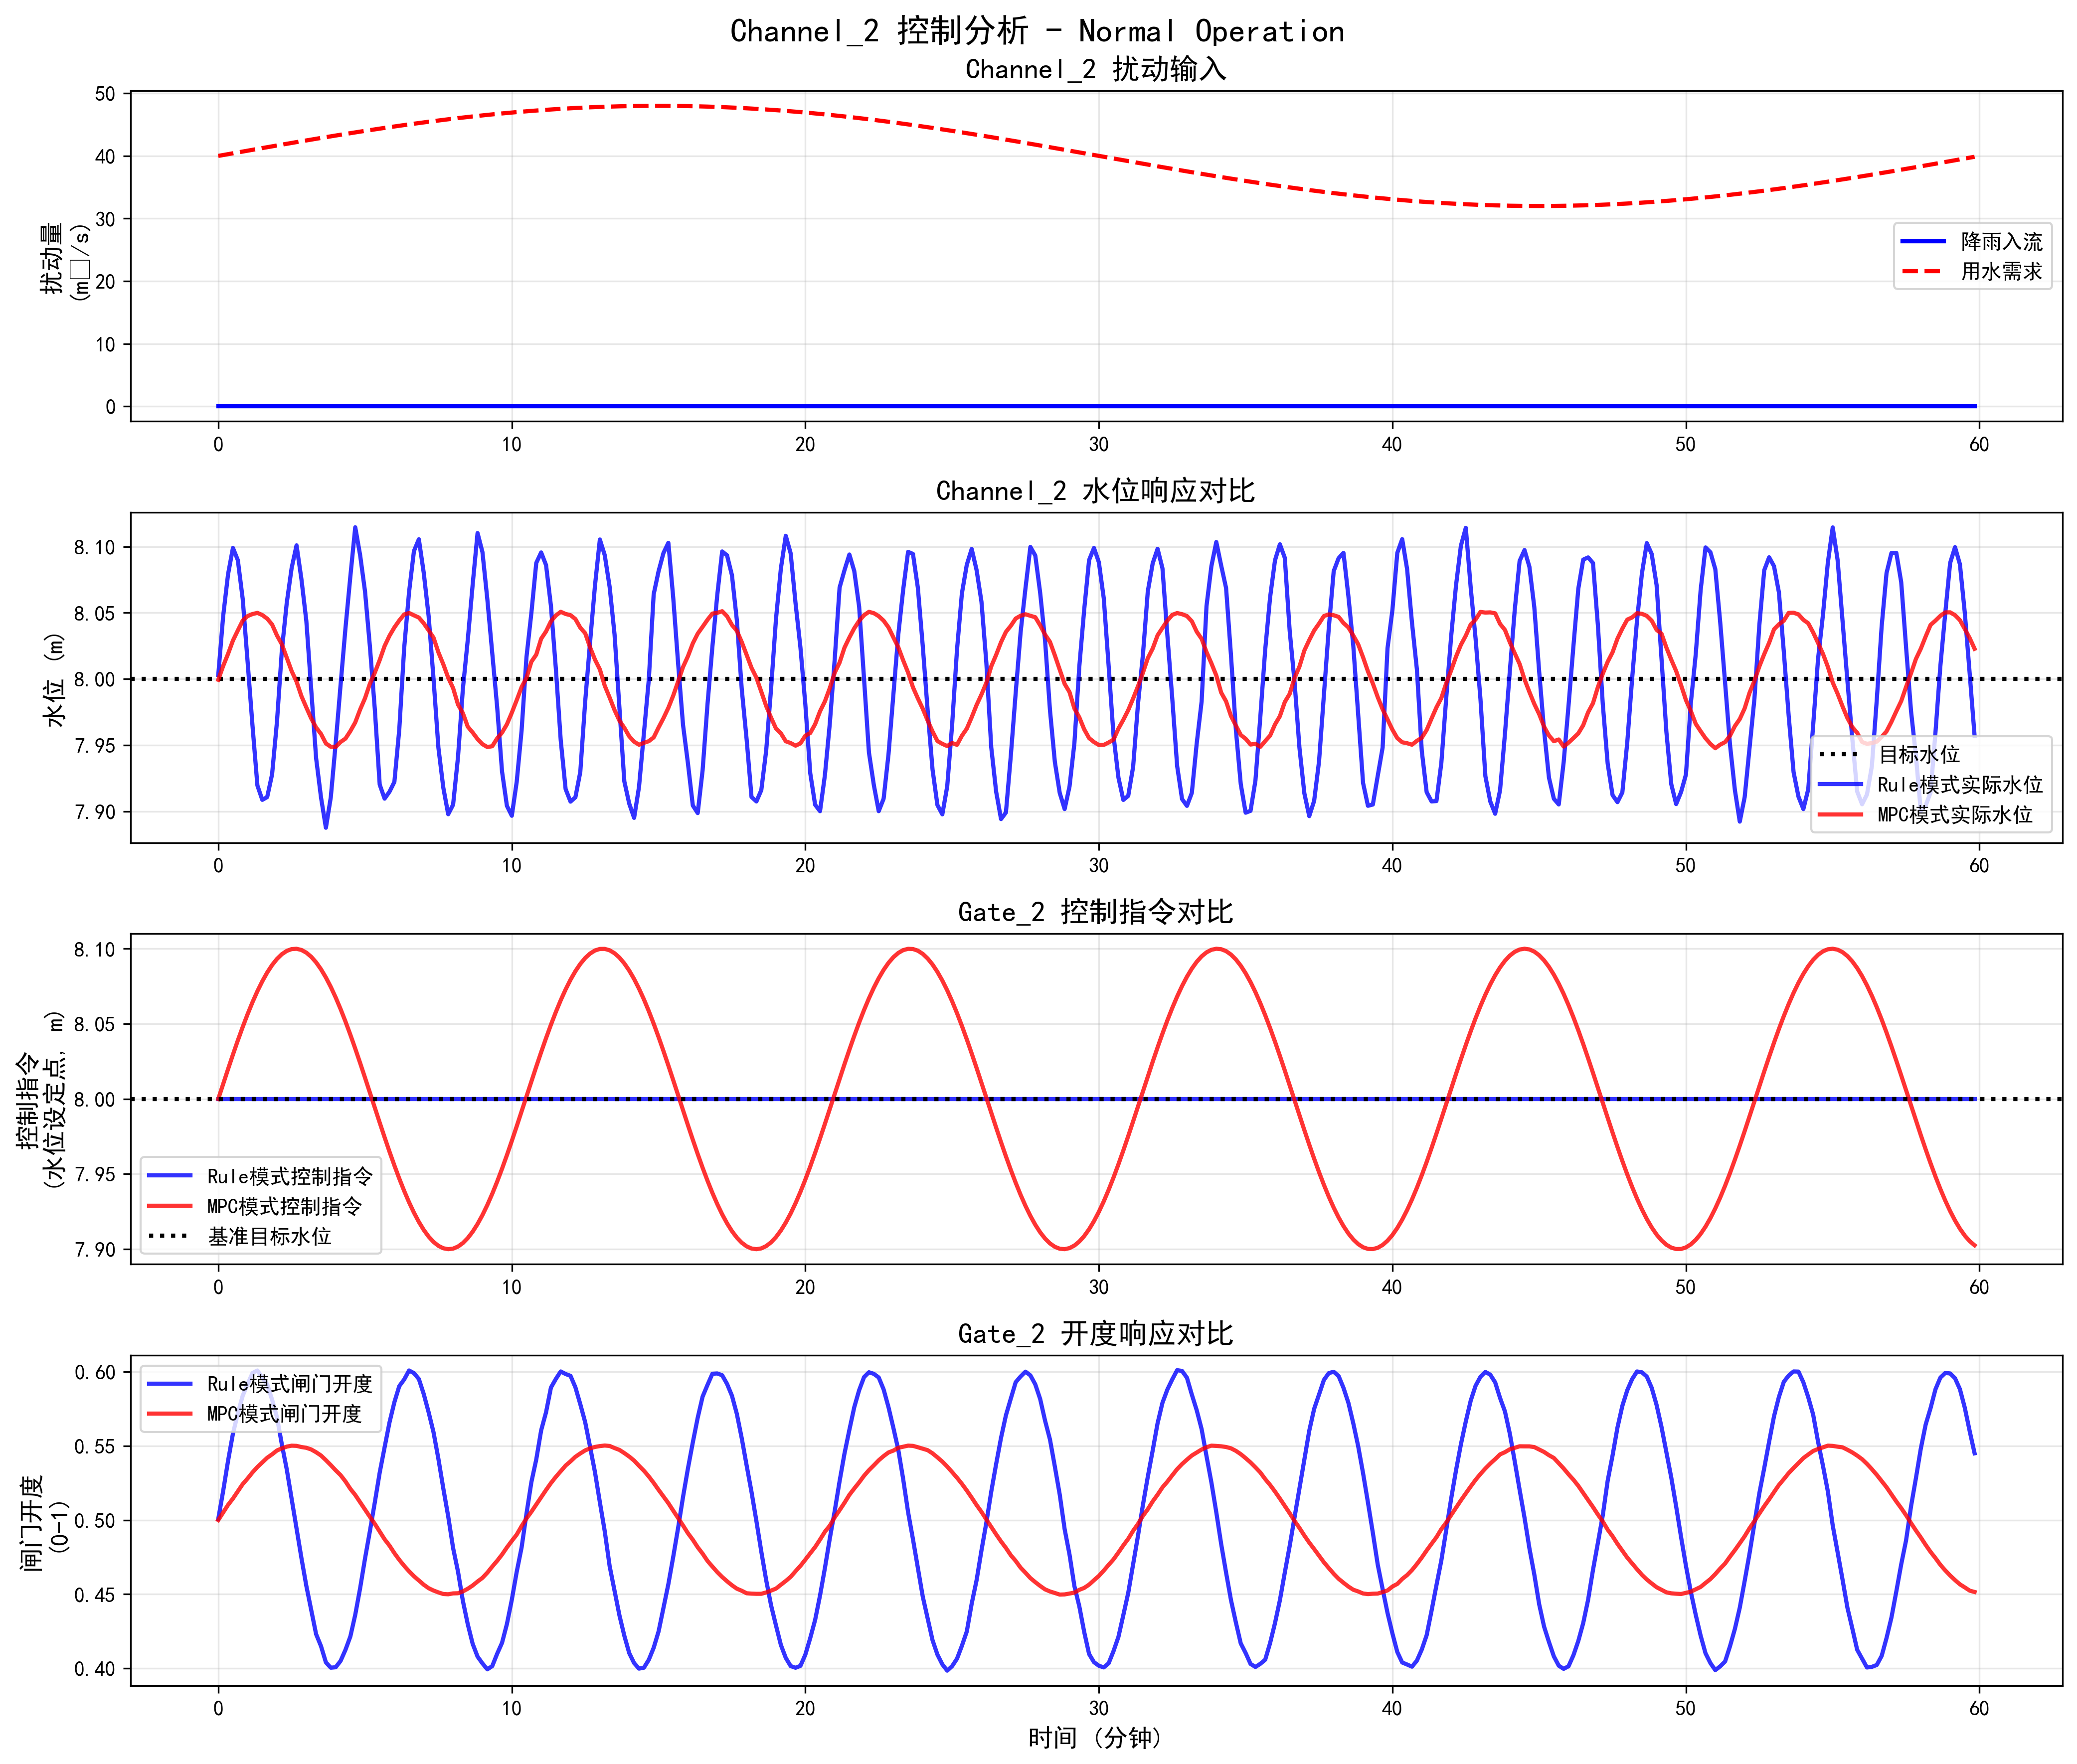 Channel_2 控制分析 - Normal Operation
Channel_2 扰动输入
扰动量
(m□/s)
50
40
30
20
10
0
降雨入流
用水需求
0 10 20 30 40 50 60
Channel_2 水位响应对比
水位 (m)
8.10
8.05
8.00
7.95
7.90
目标水位
Rule模式实际水位
MPC模式实际水位
0 10 20 30 40 50 60
Gate_2 控制指令对比
控制指令
(水位设定点, m)
8.10
8.05
8.00
7.95
7.90
Rule模式控制指令
MPC模式控制指令
基准目标水位
0 10 20 30 40 50 60
Gate_2 开度响应对比
闸门开度
(0-1)
0.60
0.55
0.50
0.45
0.40
Rule模式闸门开度
MPC模式闸门开度
0 10 20 30 40 50 60
时间 (分钟)